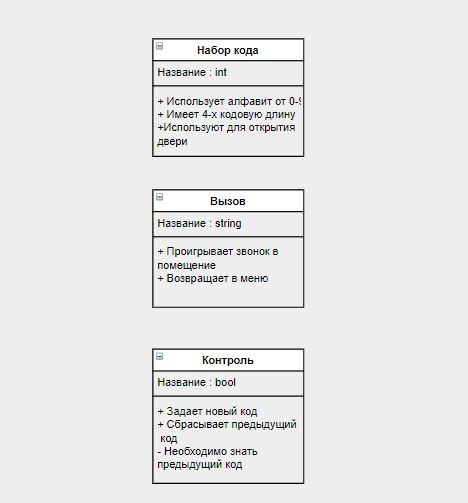 Набор кода
Название : int
+ Использует алфавит от 0-9
+ Имеет 4-х кодовую длину
+Используют для открытия
двери
Вызов
Название : string
+ Проигрывает звонок в
помещение
+ Возвращает в меню
Контроль
Название : bool
+ Задает новый код
+ Сбрасывает предыдущий
код
- Необходимо знать
предыдущий код